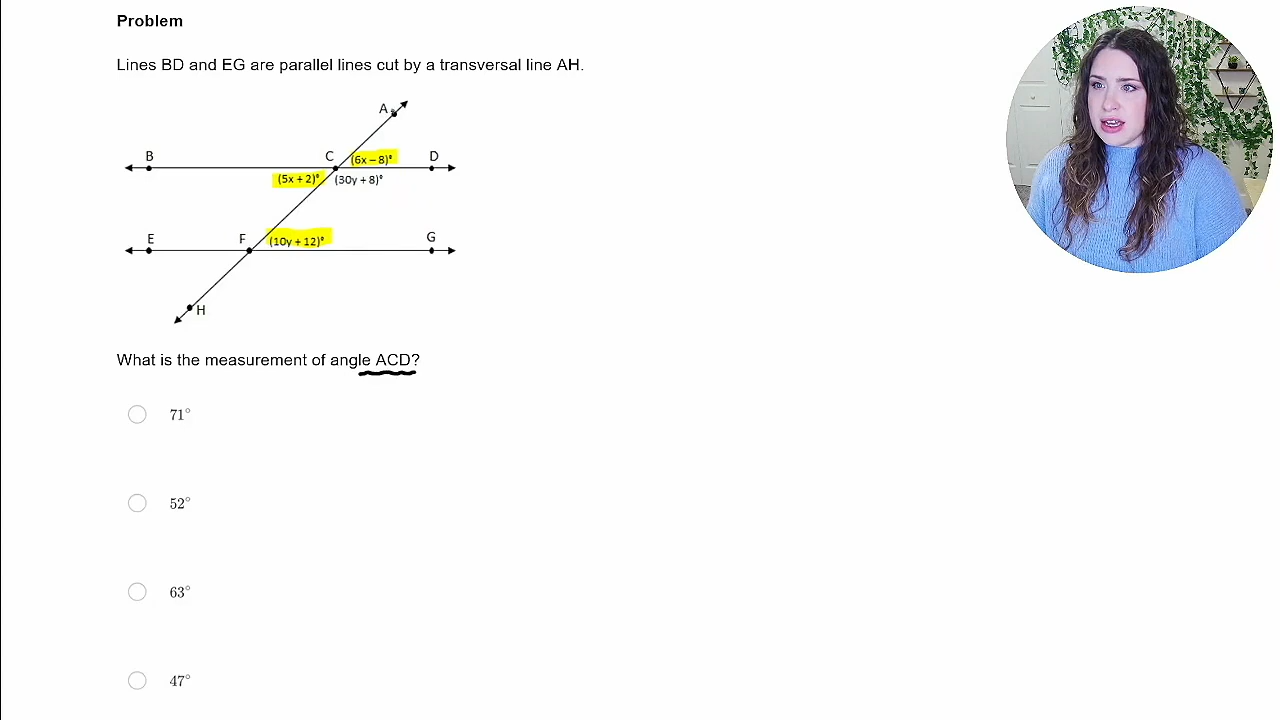 Problem
Lines BD and EG are parallel lines cut by a transversal line AH.
A
B C (6x – 8)° D
(5x + 2)° (30y + 8)°
E F (10y + 12)° G
H
What is the measurement of angle ACD?
71°
52°
63°
47°